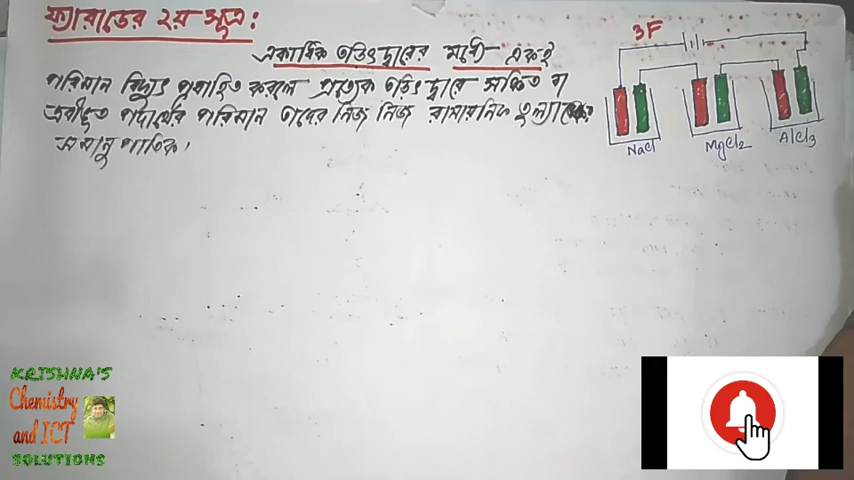 ফ্যারাডের ২য় সূত্র:
একাধিক তড়িৎদ্বারের মধ্যে একই
পরিমান বিদ্যুৎ প্রবাহিত করলে প্রত্যেক তড়িৎ দ্বারে সঞ্চিত বা
দ্রবীভূত পদার্থের পরিমান তাদের নিজ নিজ রাসায়নিক তুল্যাঙ্কের
সমানুপাতিক।
3F
NaCl
MgCl2
AlCl3
KRISHNA'S
Chemistry
and ICT
SOLUTIONS